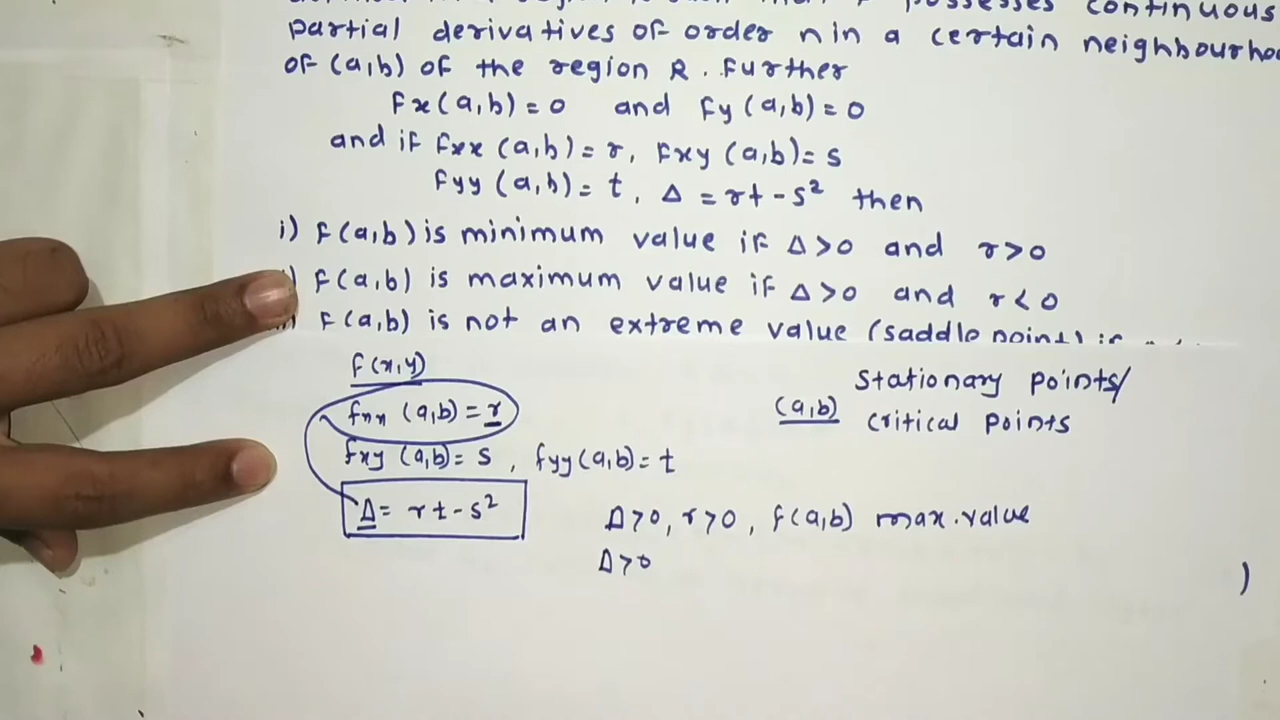 possesses continuous
partial derivatives of order n in a certain
of (a,b) of the region R. Further
fx(a,b)=0 and fy(a,b)=0
and if fxx(a,b)=r, fxy(a,b)=s
fyy(a,b)=t, Δ=rt-s² then
i) f(a,b) is minimum value if Δ>0 and r>0
f(a,b) is maximum value if Δ>0 and r<0
f(a,b) is not an extreme value (saddle point) if
f(x,y)
fxx(a,b)=r
fxy(a,b)=s, fyy(a,b)=t
Δ=rt-s²
(a,b) Stationary points/
critical points
Δ>0, r>0, f(a,b) max.value
Δ>0
)